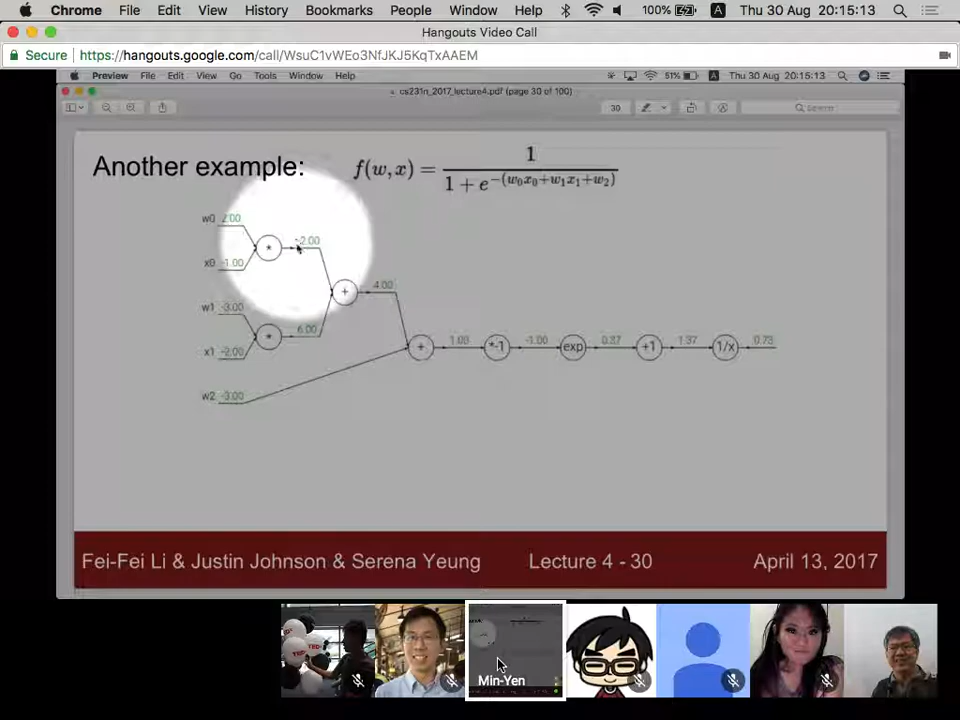 Chrome File Edit View History Bookmarks People Window Help 100% A Thu 30 Aug 20:15:13
Hangouts Video Call
Secure https://hangouts.google.com/call/WsuC1vWEo3NfJKJ5KqTxAAEM
Preview File Edit View Go Tools Window Help 51% A Thu 30 Aug 20:15:13
cs231n_2017_lecture4.pdf (page 30 of 100)
30 Search
Another example: f(w, x) = 1 / 1 + e^-(w0x0+w1x1+w2)
w0 2.00
* -2.00
x0 -1.00
+ 4.00
w1 -3.00
* 6.00
x1 -2.00
+ 1.00 *-1 -1.00 exp 0.37 +1 1.37 1/x 0.73
w2 -3.00
Fei-Fei Li & Justin Johnson & Serena Yeung Lecture 4 - 30 April 13, 2017
TED
Min-Yen